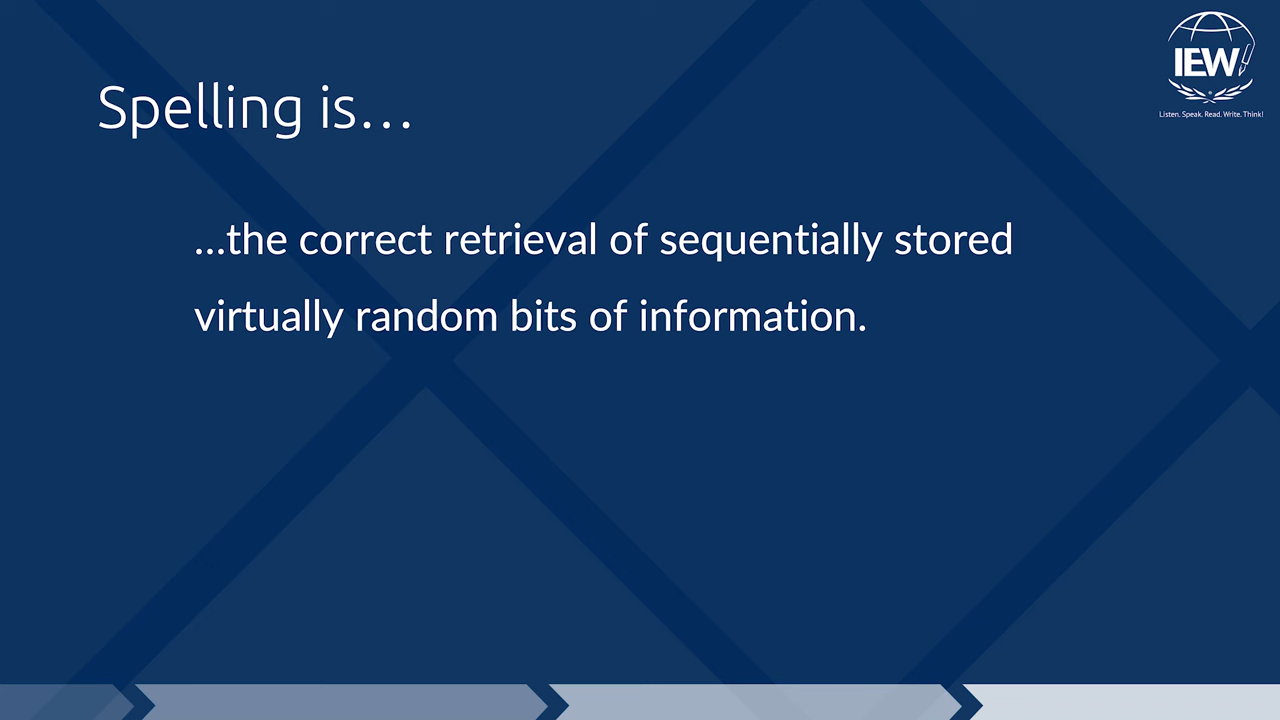 IEW
Listen. Speak. Read. Write. Think!
Spelling is...
...the correct retrieval of sequentially stored
virtually random bits of information.